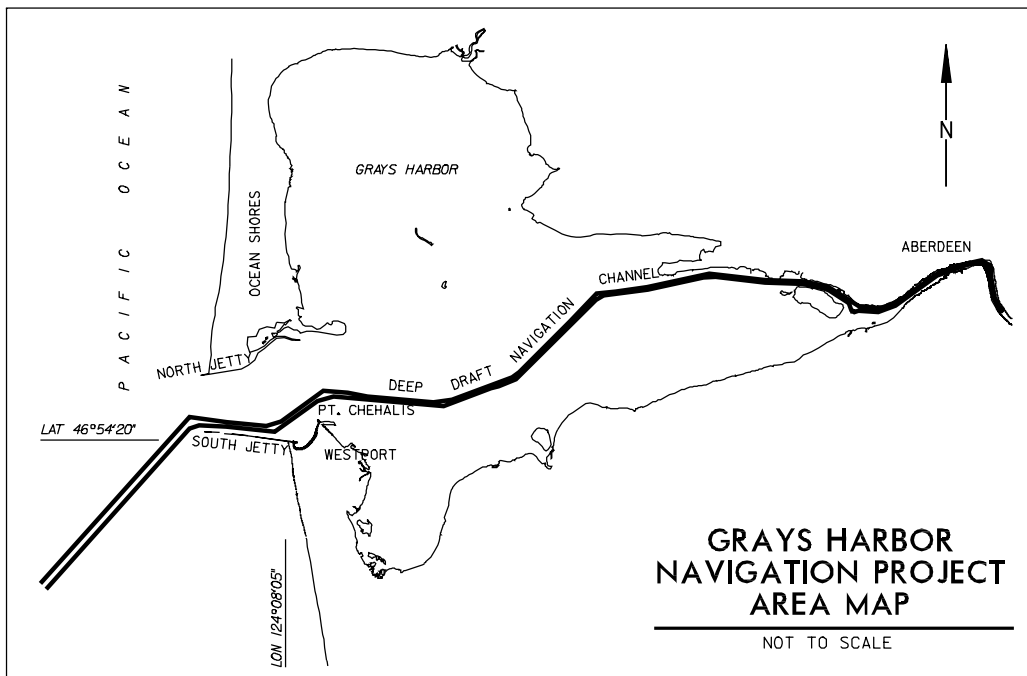 PACIFIC OCEAN
OCEAN SHORES
GRAYS HARBOR
N
ABERDEEN
NORTH JETTY
DEEP DRAFT NAVIGATION CHANNEL
PT. CHEHALIS
LAT 46°54'20"
SOUTH JETTY
WESTPORT
LON 124°08'05"
GRAYS HARBOR
NAVIGATION PROJECT
AREA MAP
NOT TO SCALE